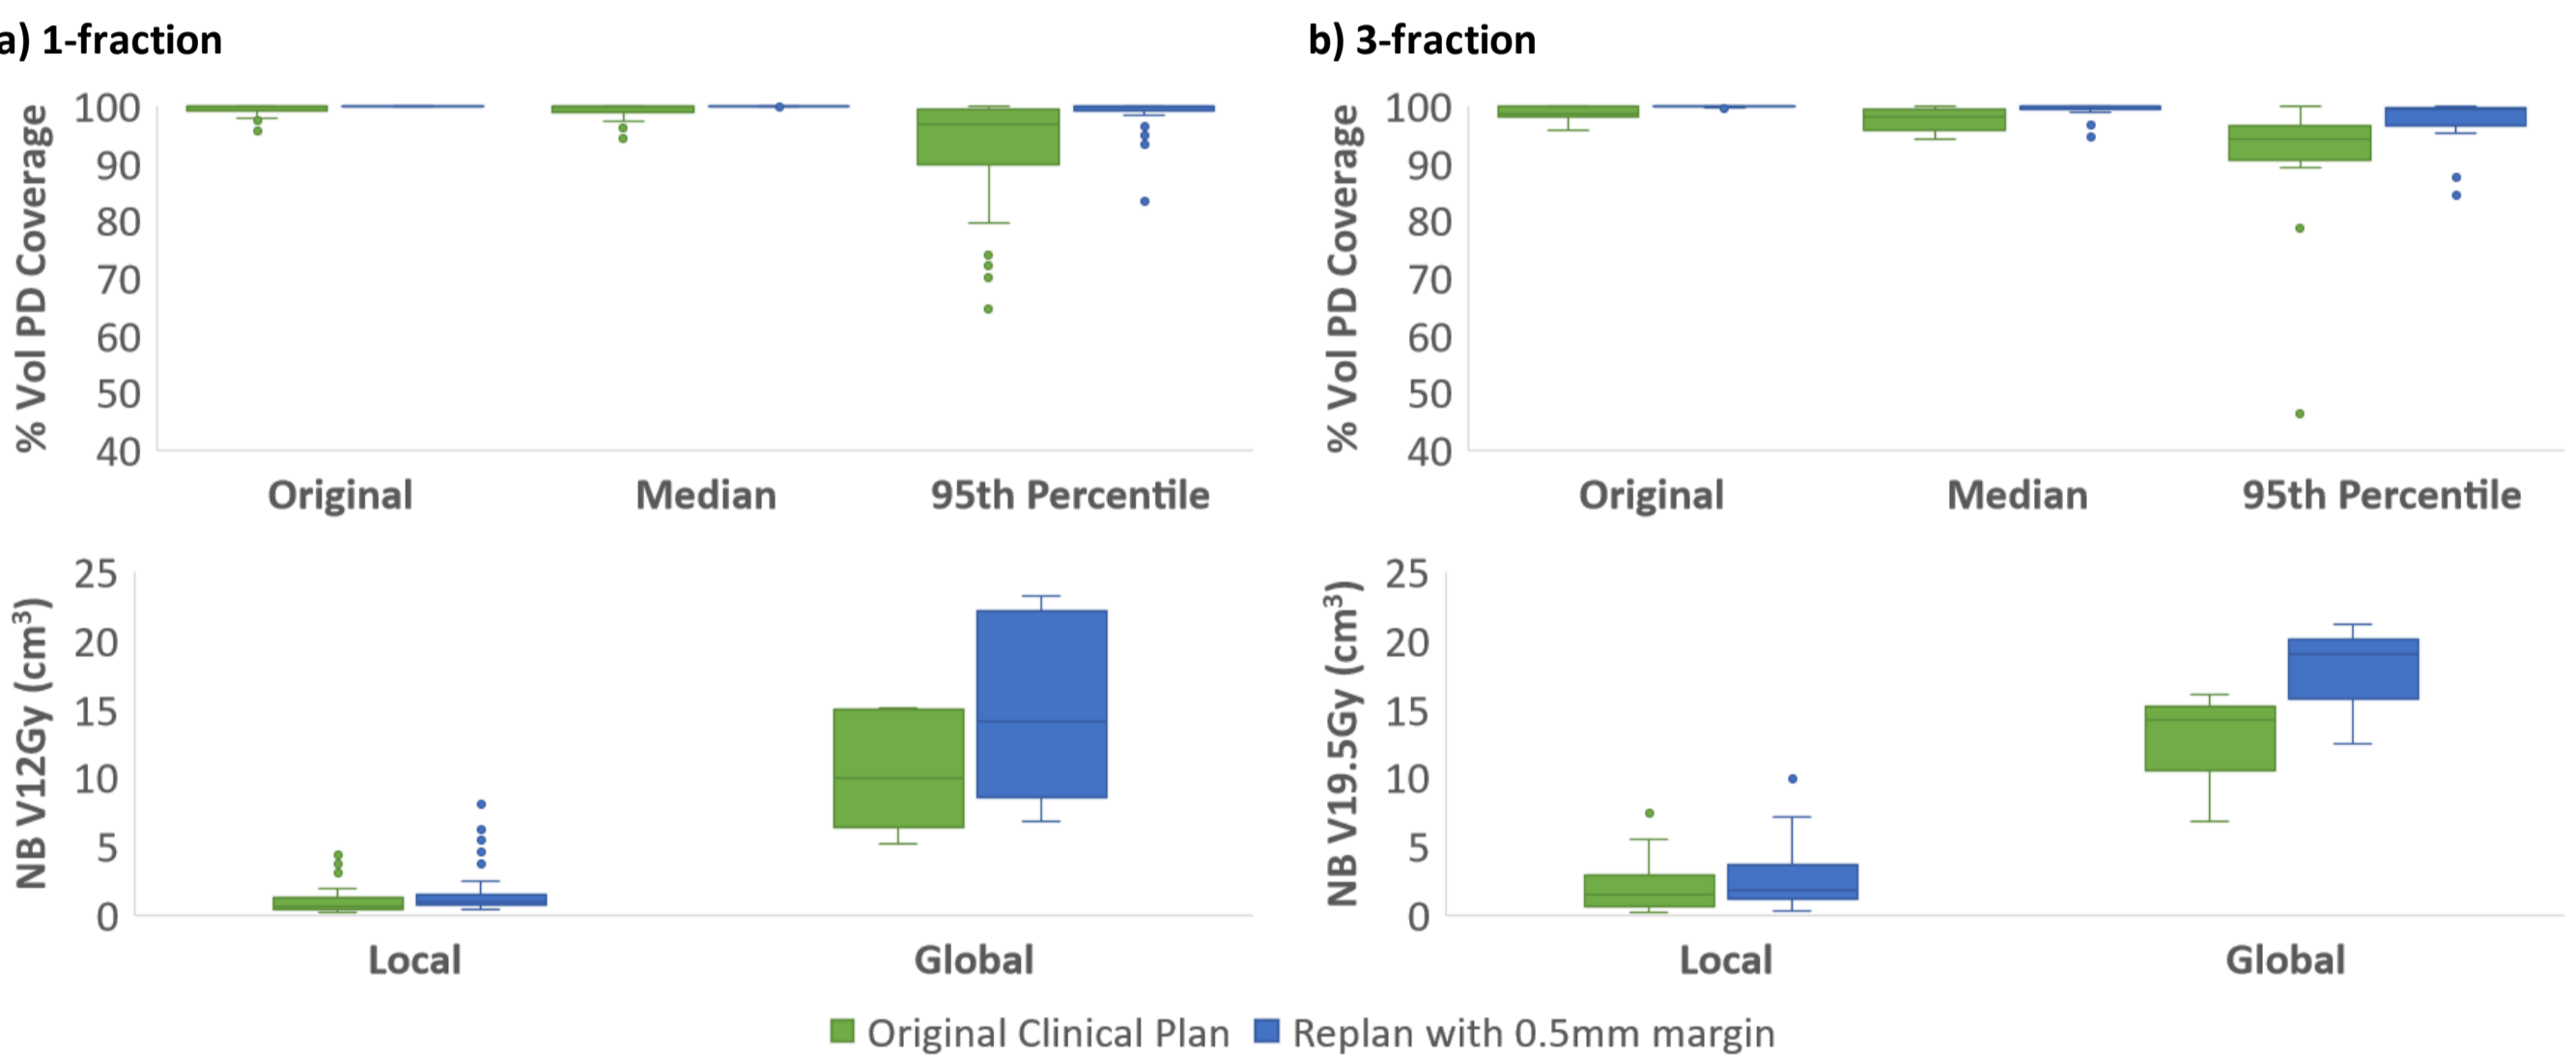 a) 1-fraction
b) 3-fraction
% Vol PD Coverage
100
90
80
70
60
50
40
Original Median 95th Percentile
% Vol PD Coverage
100
90
80
70
60
50
40
Original Median 95th Percentile
NB V12Gy (cm³)
25
20
15
10
5
0
Local Global
NB V19.5Gy (cm³)
25
20
15
10
5
0
Local Global
Original Clinical Plan Replan with 0.5mm margin